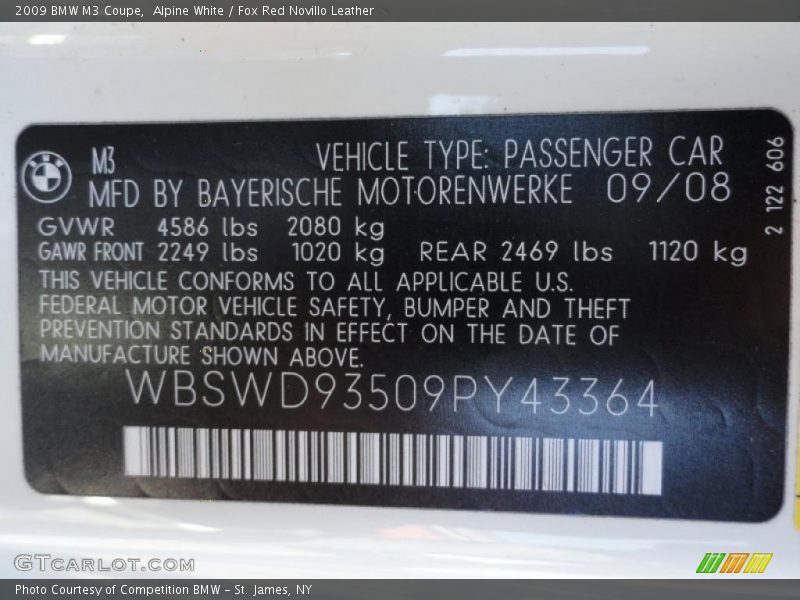 2009 BMW M3 Coupe,  Alpine White / Fox Red Novillo Leather
BMW
M3 VEHICLE TYPE: PASSENGER CAR
MFD BY BAYERISCHE MOTORENWERKE 09/08
GVWR 4586 lbs 2080 kg
GAWR FRONT 2249 lbs 1020 kg REAR 2469 lbs 1120 kg
THIS VEHICLE CONFORMS TO ALL APPLICABLE U.S.
FEDERAL MOTOR VEHICLE SAFETY, BUMPER AND THEFT
PREVENTION STANDARDS IN EFFECT ON THE DATE OF
MANUFACTURE SHOWN ABOVE.
WBSWD93509PY43364
2 122 606
GTCARLOT.COM
Photo Courtesy of Competition BMW – St. James, NY